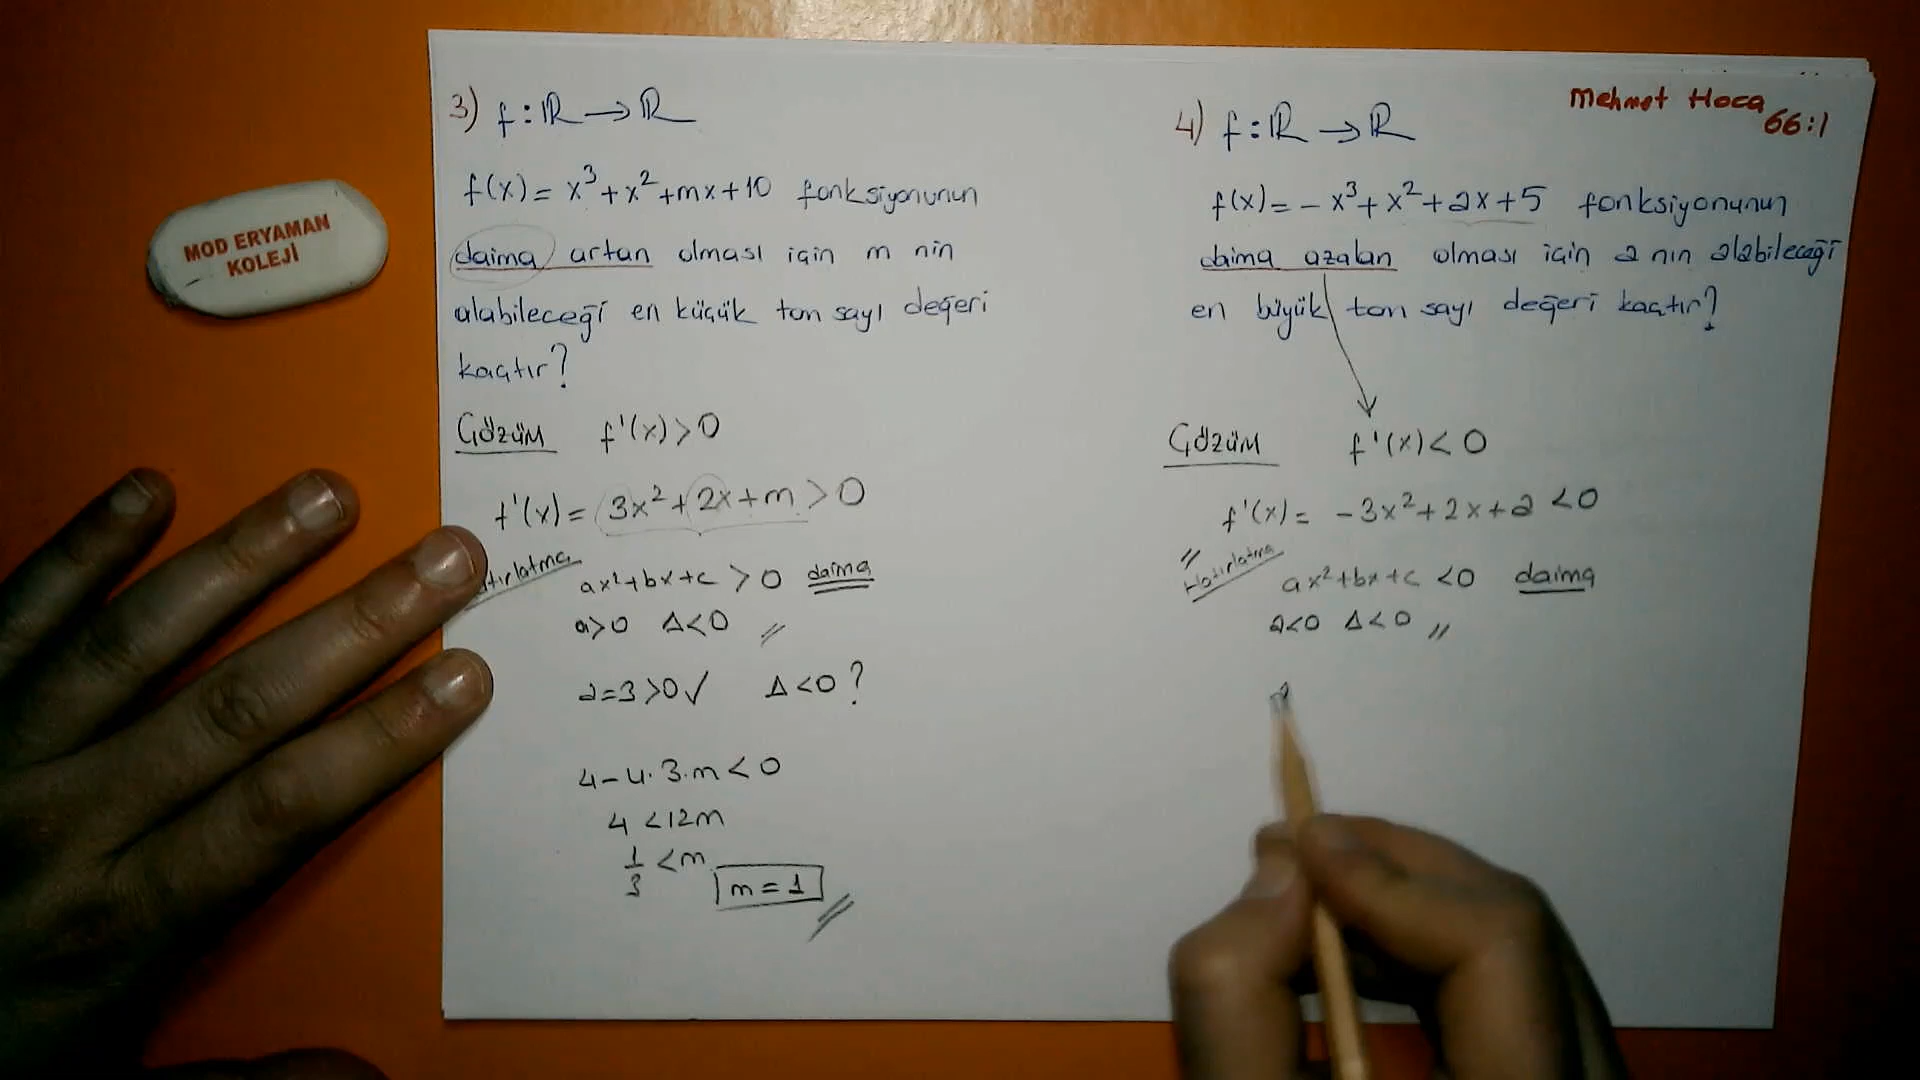 MOD ERYAMAN
KOLEJİ
3) f:ℝ→ℝ
f(x)=x³+x²+mx+10 fonksiyonunun
daima artan olması için m nin
alabileceği en küçük tam sayı değeri
kaçtır?
Çözüm f'(x)>0
f'(x)= 3x²+2x+m>0
ax²+bx+c >0 daima
a>0 Δ<0 //
a=3>0✓ Δ<0?
4-4·3·m<0
4<12m
1/3<m
m=1
Mehmet Hoca
66:1
4) f:ℝ→ℝ
f(x)=-x³+x²+ax+5 fonksiyonunun
daima azalan olması için a nın alabileceği
en büyük tam sayı değeri kaçtır?
Çözüm f'(x)<0
f'(x)= -3x²+2x+a <0
Hatırlatma
ax²+bx+c <0 daima
a<0 Δ<0 //